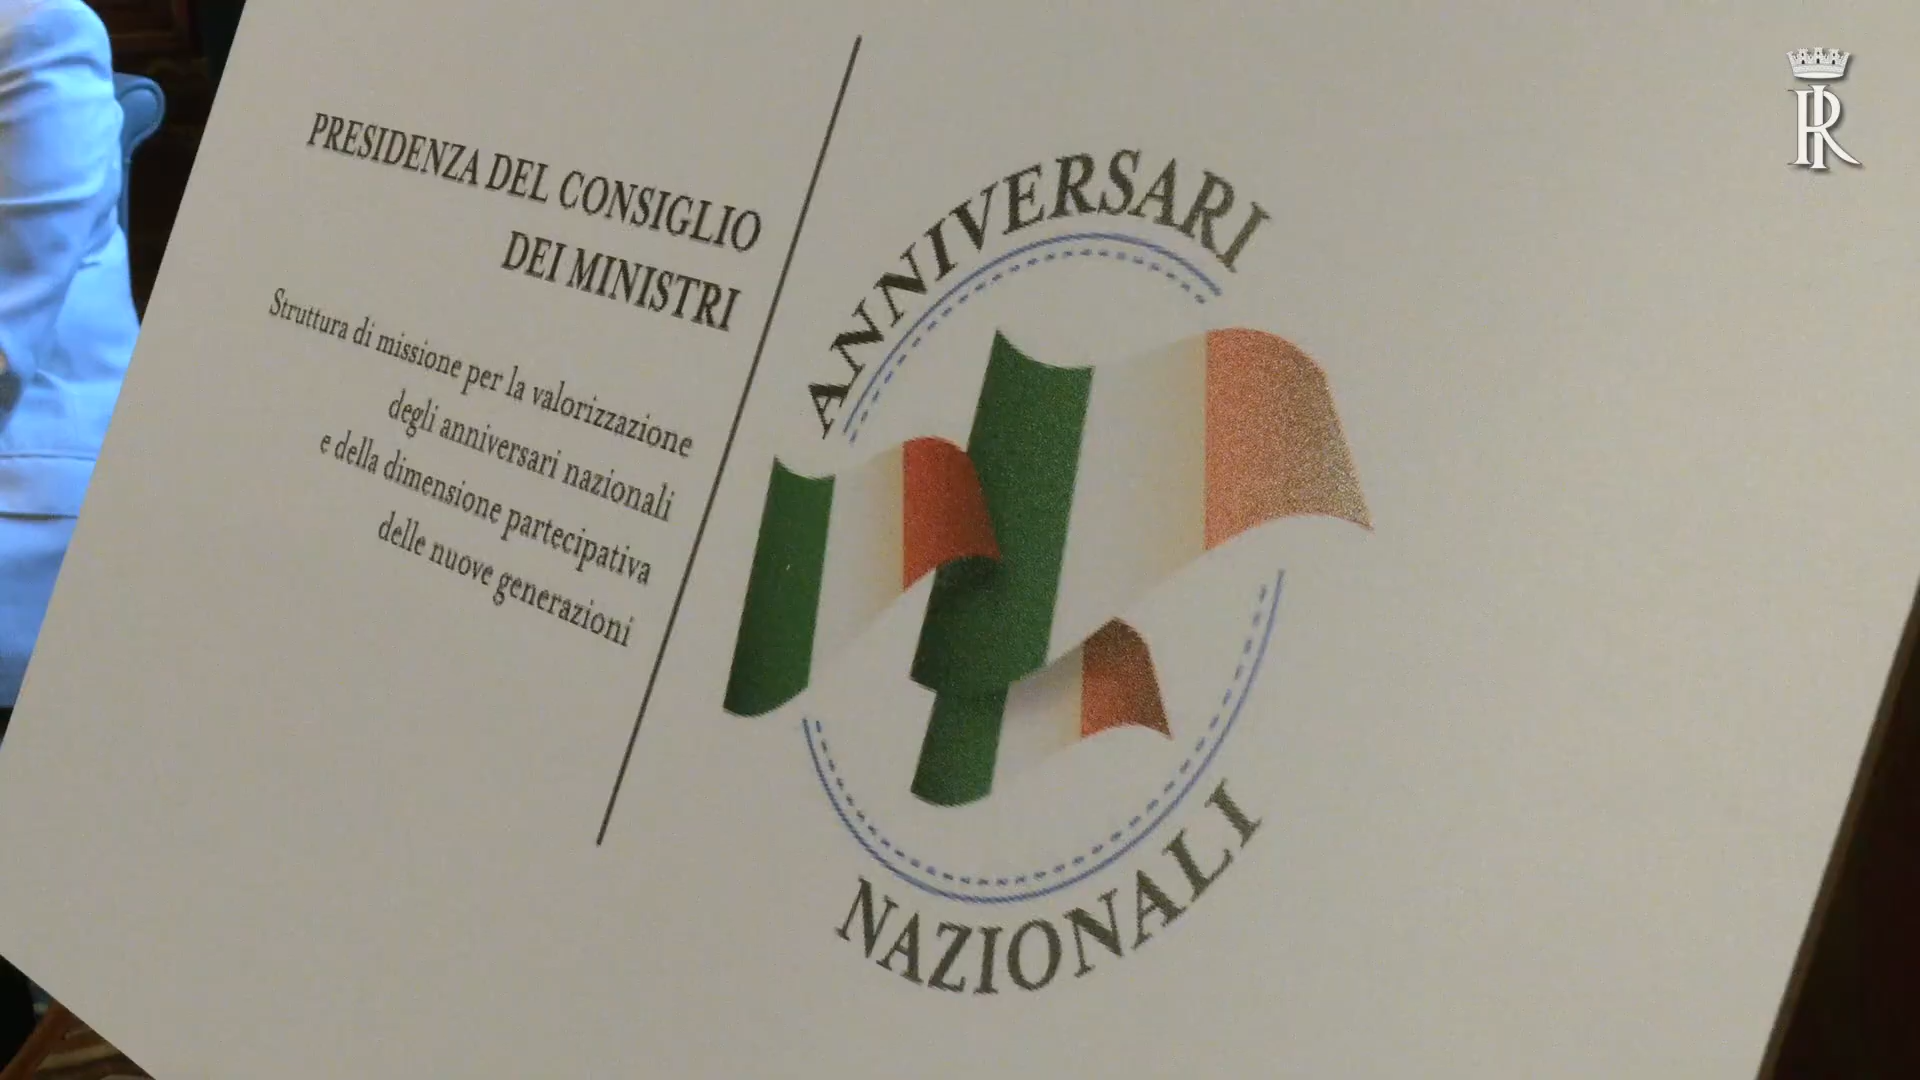 PRESIDENZA DEL CONSIGLIO
DEI MINISTRI
Struttura di missione per la valorizzazione
degli anniversari nazionali
e della dimensione partecipativa
delle nuove generazioni
ANNIVERSARI
NAZIONALI